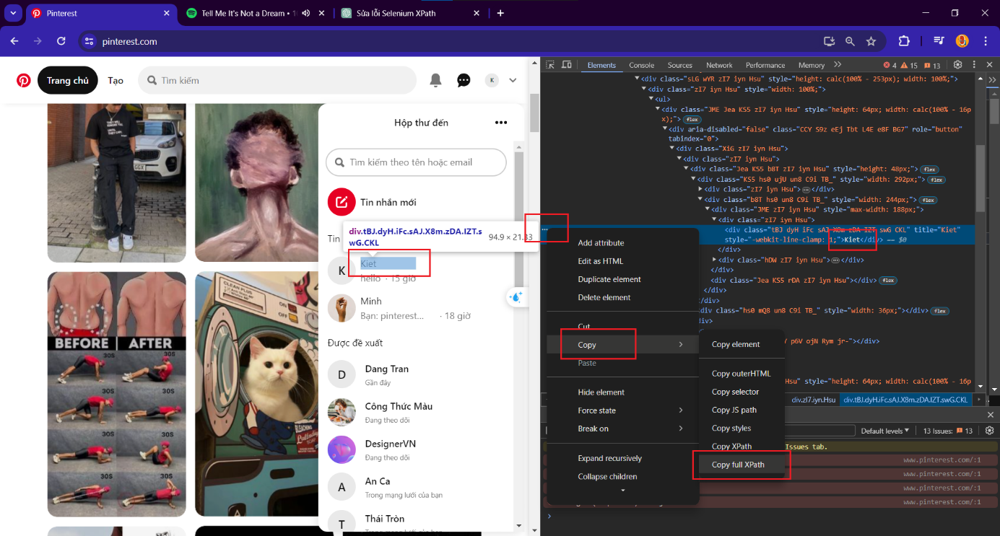 Pinterest
Tell Me It's Not a Dream • 1
Sửa lỗi Selenium XPath
pinterest.com
Trang chủ
Tạo
Tìm kiếm
K
THEY WILL
KNOW IT.
UNTIL
THEY CAN'T.
GGX
BEFORE
AFTER
30S
30S
30S
30S
30S
30S
CLEAN PLUS
BLEACHING
Hộp thư đến
Tìm kiếm theo tên hoặc email
Tin nhắn mới
div.tBJ.dyH.iFc.sAJ.X8m.zDA.IZT.s
wG.CKL
94.9 × 21.33
Tin
K
Kiet
hello · 15 giờ
Minh
Bạn: pinterest... · 18 giờ
Được đề xuất
D
Dang Tran
Gần đây
Công Thức Màu
Đang theo dõi
DesignerVN
Đang theo dõi
A
An Ca
Trong mạng lưới của bạn
T
Thái Tròn
Trong mạng lưới của bạn
Elements
Console
Sources
Network
Performance
Memory
4
15
13
<div class="sLG wYR zI7 iyn Hsu" style="height: calc(100% - 253px); width: 100%;">
<div class="zI7 iyn Hsu" style="width: 100%;">
<ul>
<div class="JME Jea KS5 zI7 iyn Hsu" style="height: 64px; width: calc(100% - 16p
x);"> flex
<div aria-disabled="false" class="CCY S9z eEj Tbt L4E e8F BG7" role="button"
tabindex="0">
<div class="XiG zI7 iyn Hsu">
<div class="zI7 iyn Hsu">
<div class="Jea KS5 b8T zI7 iyn Hsu" style="height: 48px;"> flex
<div class="KS5 hs0 ujU un8 C9i TB_" style="width: 292px;"> flex
<div class="zI7 iyn Hsu"> … </div>
<div class="b8T hs0 un8 C9i TB_" style="width: 244px;"> flex
<div class="JME zI7 iyn Hsu" style="max-width: 188px;">
<div class="zI7 iyn Hsu">
<div class="tBJ dyH iFc sAJ X8m zDA IZT swG CKL" title="Kiet"
style="-webkit-line-clamp: 1;">Kiet</div> == $0
</div>
<div class="hDW zI7 iyn Hsu"> … </div>
</div>
<div class="Jea KS5 rDA zI7 iyn Hsu"></div> flex
</div>
</div>
<div class="hs0 mQ8 un8 C9i TB_" style="width: 36px;"></div> flex
</div>
p6V ojN Rym jr-"></div>
Hsu" style="height: 64px; width: calc(100% - 16p
div.zI7.iyn.Hsu
div.tBJ.dyH.iFc.sAJ.X8m.zDA.IZT.swG.CKL
Add attribute
Edit as HTML
Duplicate element
Delete element
Cut
Copy
Paste
Hide element
Force state
Break on
Expand recursively
Collapse children
Copy element
Copy outerHTML
Copy selector
Copy JS path
Copy styles
Copy XPath
Copy full XPath
Default levels
13 Issues: 13
Issues tab.
www.pinterest.com/:1
www.pinterest.com/:1
www.pinterest.com/:1
www.pinterest.com/:1